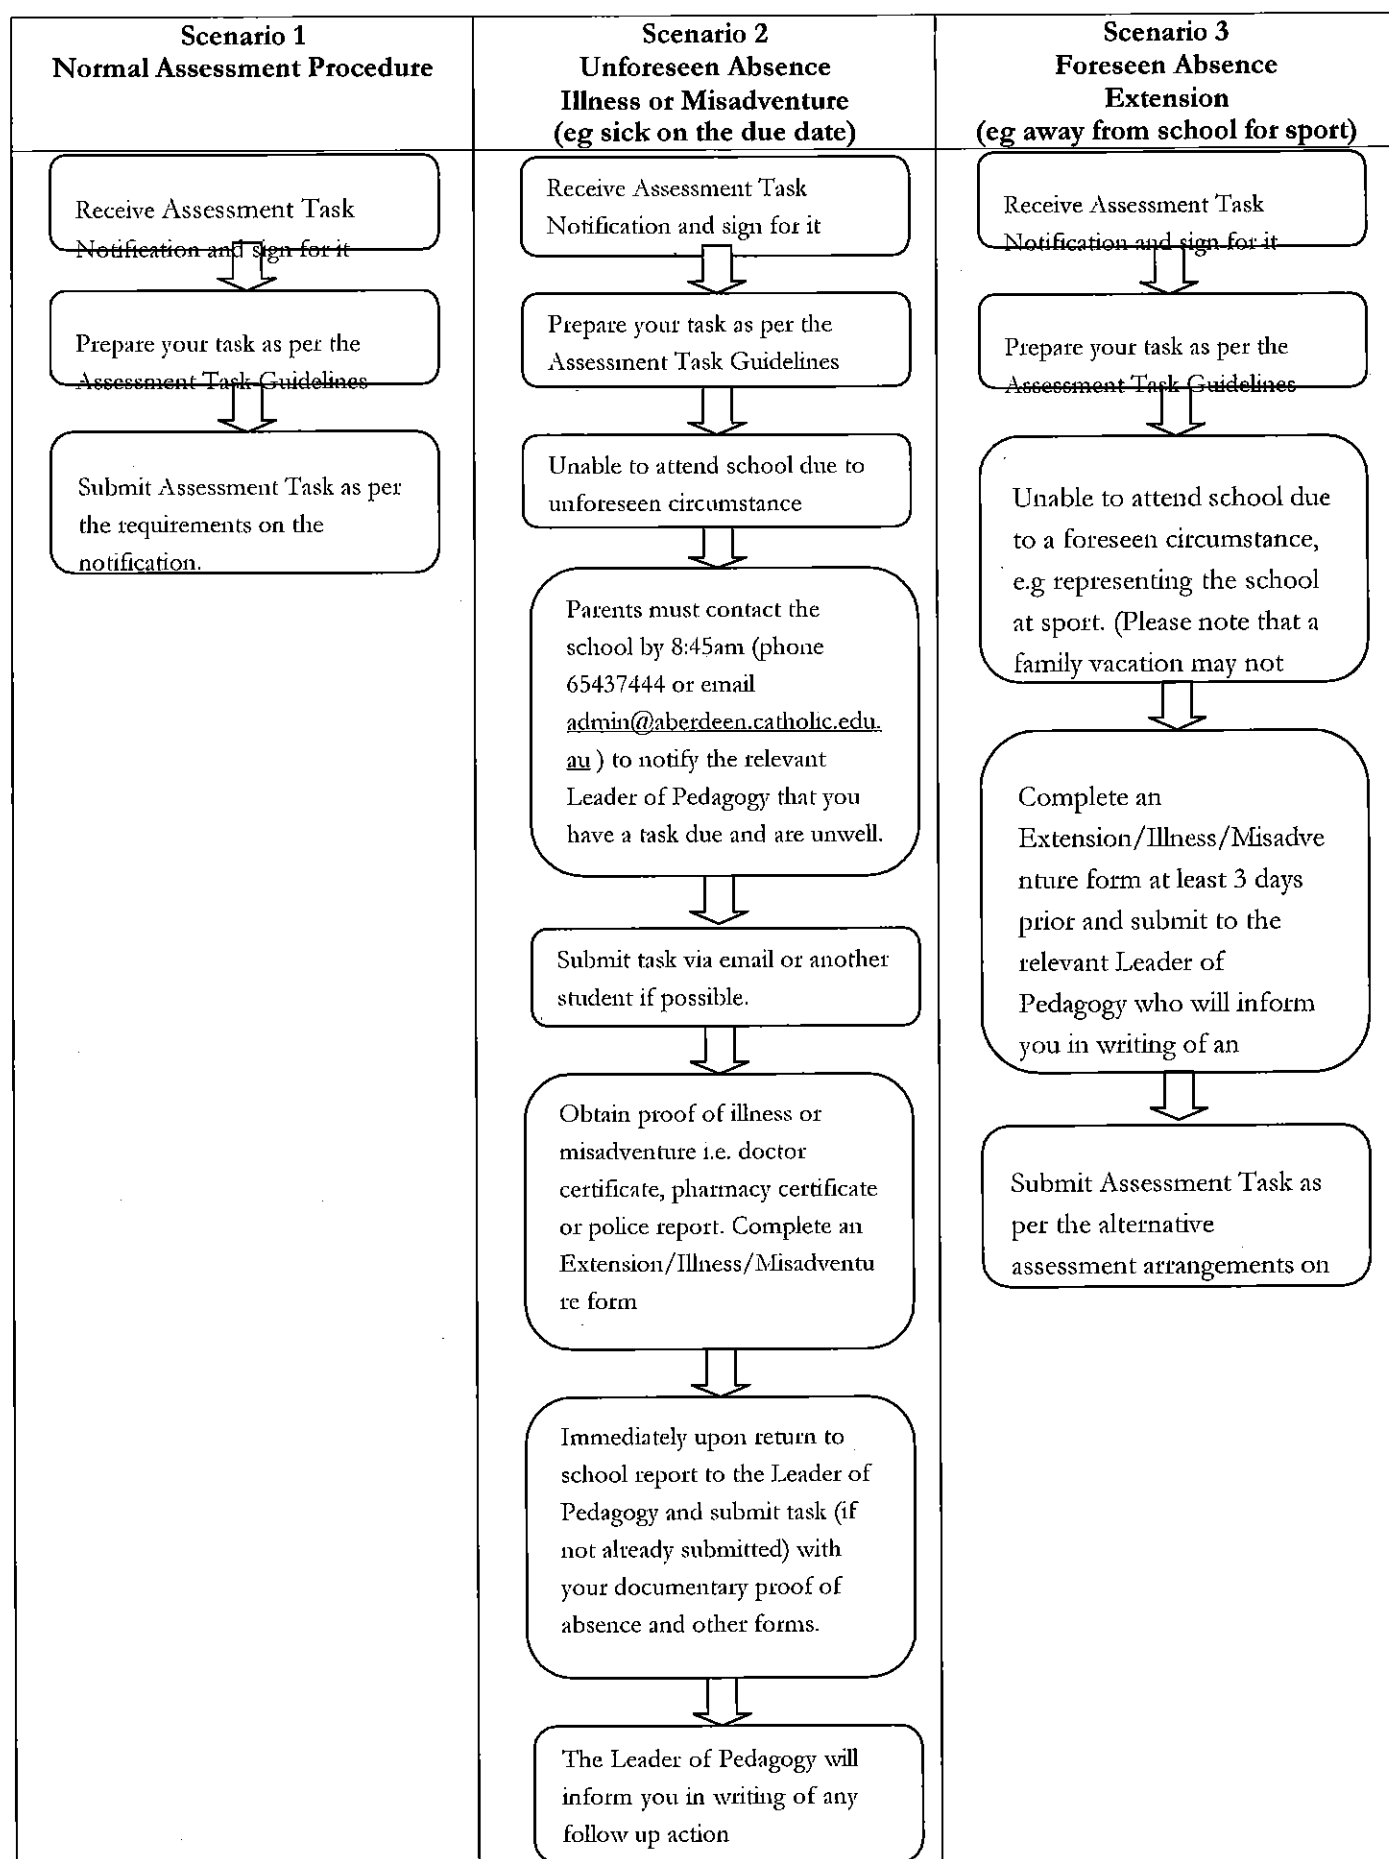 Scenario 1
Normal Assessment Procedure
Receive Assessment Task
Notification and sign for it
Prepare your task as per the
Assessment Task Guidelines
Submit Assessment Task as per
the requirements on the
notification.
Scenario 2
Unforeseen Absence
Illness or Misadventure
(eg sick on the due date)
Receive Assessment Task
Notification and sign for it
Prepare your task as per the
Assessment Task Guidelines
Unable to attend school due to
unforeseen circumstance
Parents must contact the
school by 8:45am (phone
65437444 or email
admin@aberdeen.catholic.edu.
au ) to notify the relevant
Leader of Pedagogy that you
have a task due and are unwell.
Submit task via email or another
student if possible.
Obtain proof of illness or
misadventure i.e. doctor
certificate, pharmacy certificate
or police report. Complete an
Extension/Illness/Misadventu
re form
Immediately upon return to
school report to the Leader of
Pedagogy and submit task (if
not already submitted) with
your documentary proof of
absence and other forms.
The Leader of Pedagogy will
inform you in writing of any
follow up action
Scenario 3
Foreseen Absence
Extension
(eg away from school for sport)
Receive Assessment Task
Notification and sign for it
Prepare your task as per the
Assessment Task Guidelines
Unable to attend school due
to a foreseen circumstance,
e.g representing the school
at sport. (Please note that a
family vacation may not
Complete an
Extension/Illness/Misadve
nture form at least 3 days
prior and submit to the
relevant Leader of
Pedagogy who will inform
you in writing of an
Submit Assessment Task as
per the alternative
assessment arrangements on